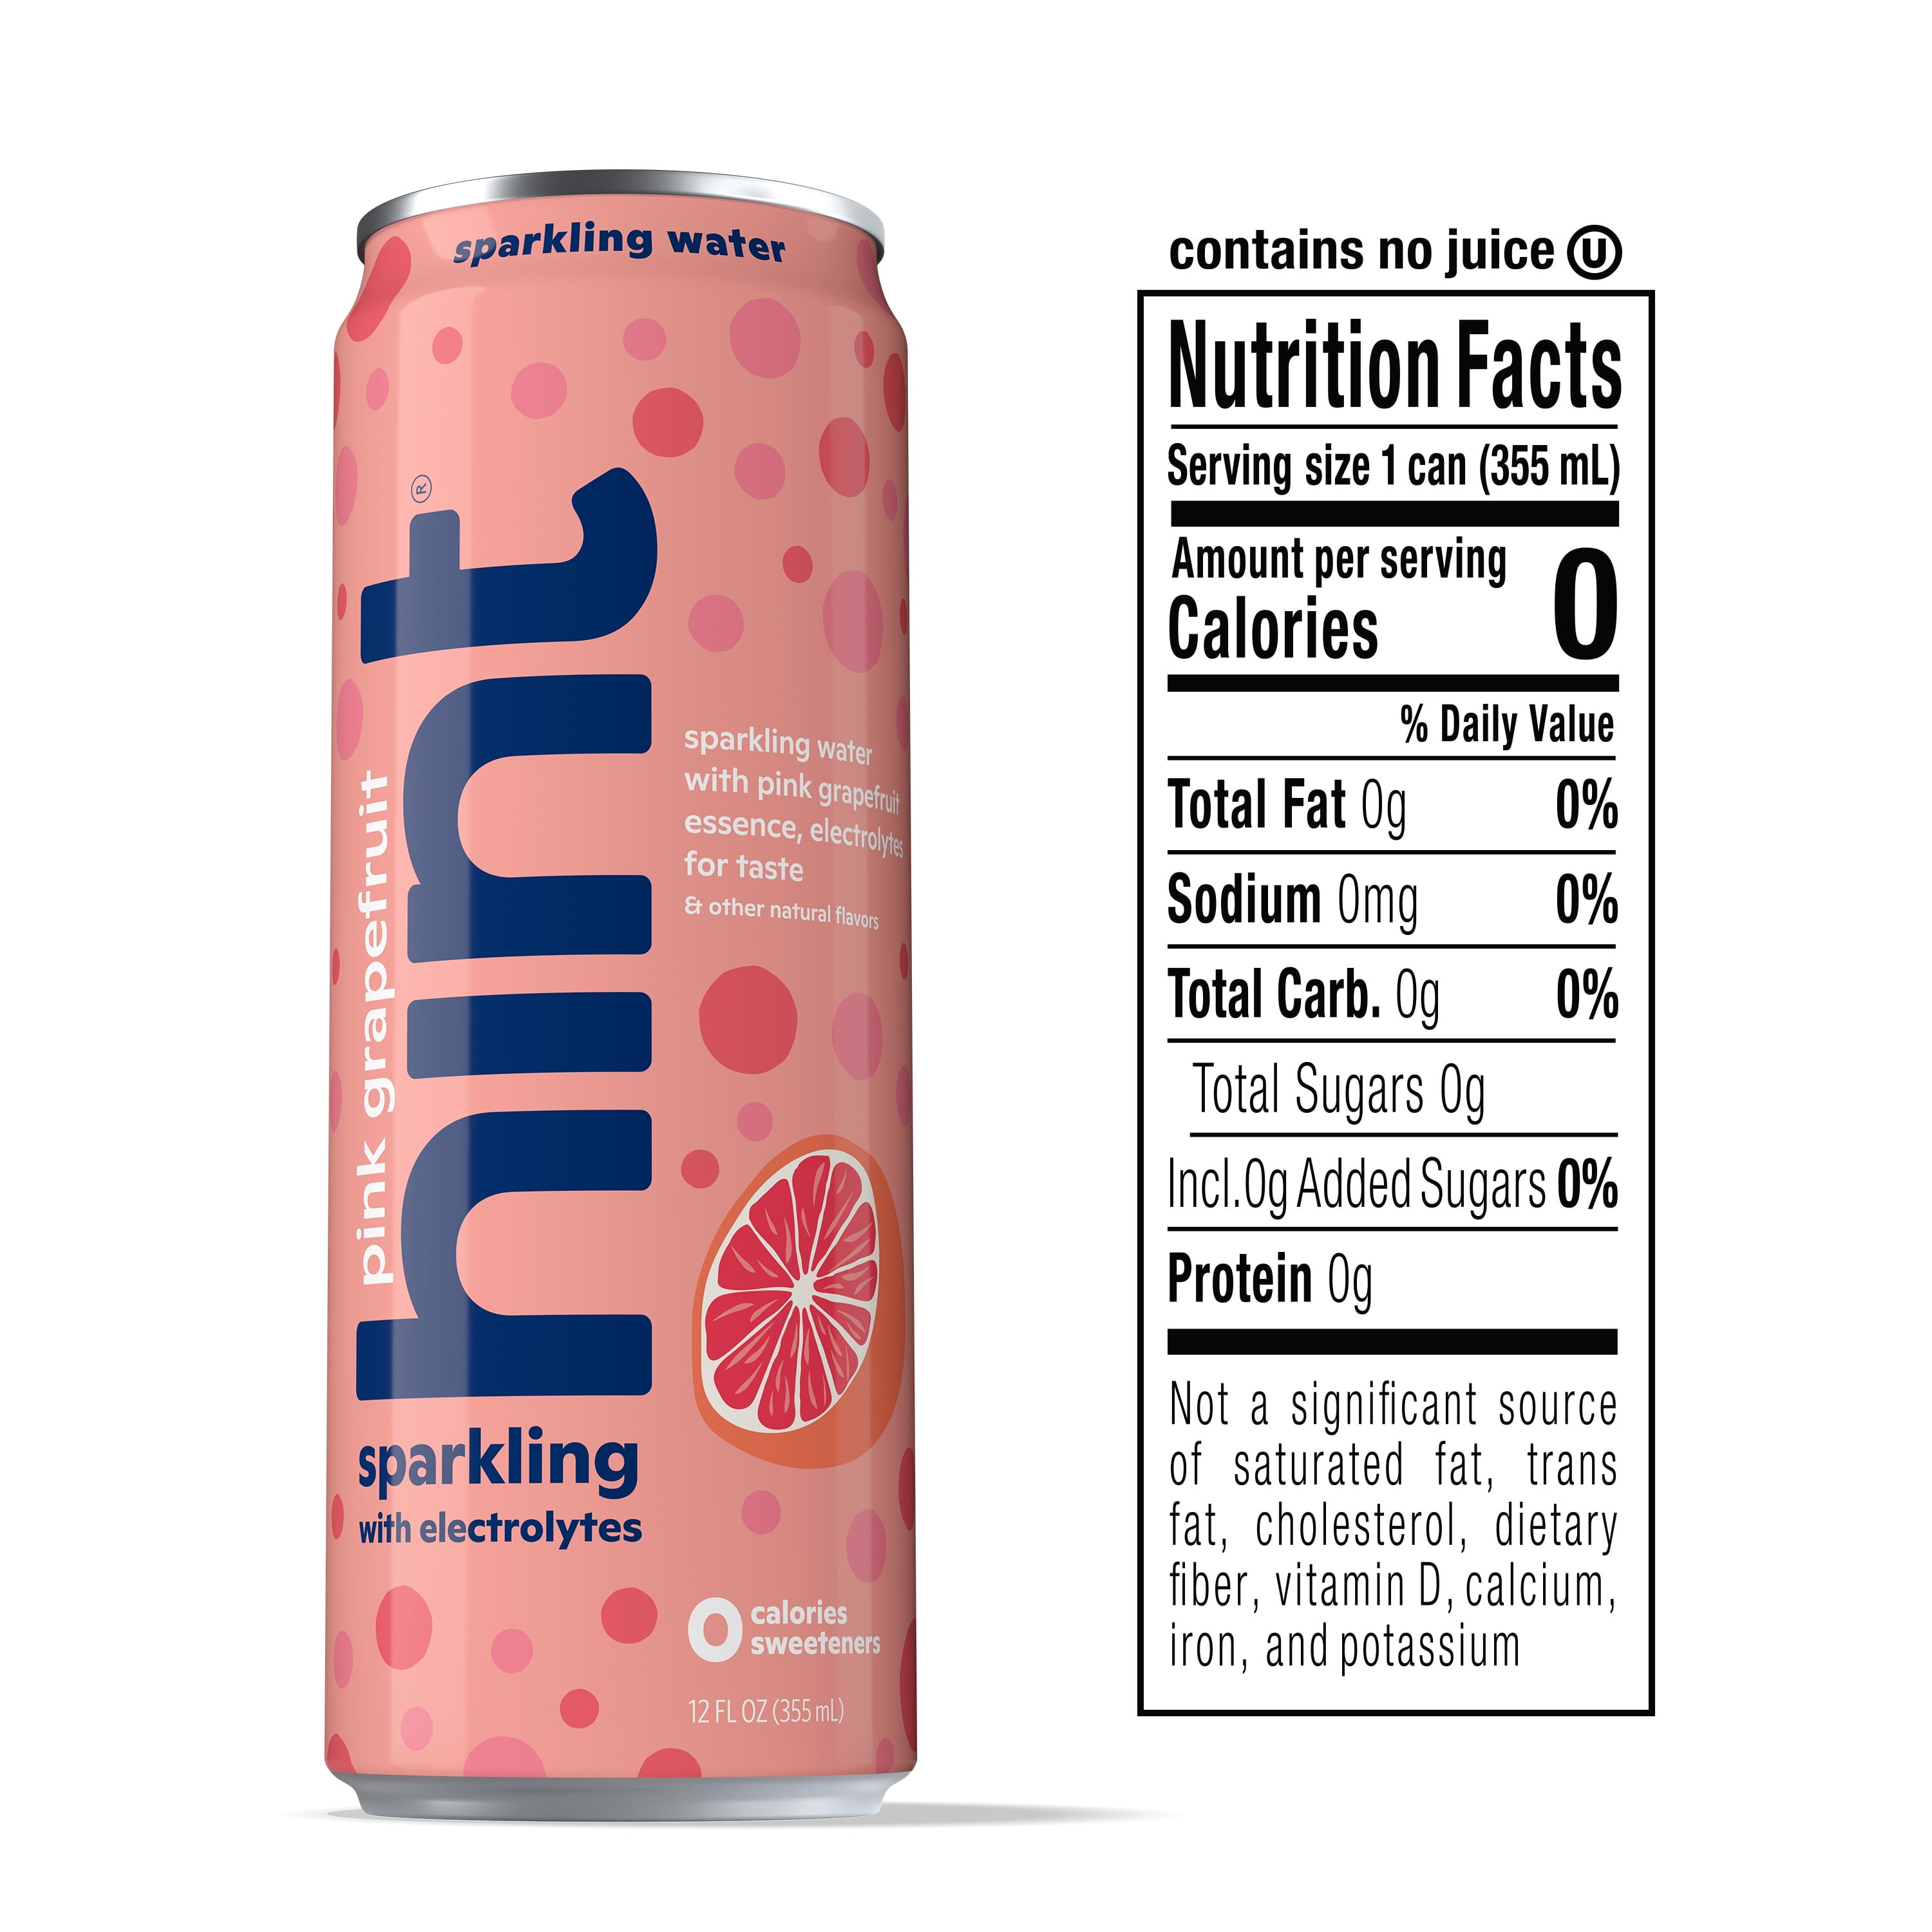 sparkling water
hint®
pink grapefruit
sparkling
with electrolytes
sparkling water
with pink grapefruit
essence, electrolytes
for taste
& other natural flavors
0 calories
sweeteners
12 FL OZ (355 mL)
contains no juice U
Nutrition Facts
Serving size 1 can (355 mL)
Amount per serving
Calories 0
% Daily Value
Total Fat 0g 0%
Sodium 0mg 0%
Total Carb. 0g 0%
Total Sugars 0g
Incl.0g Added Sugars 0%
Protein 0g
Not a significant source
of saturated fat, trans
fat, cholesterol, dietary
fiber, vitamin D, calcium,
iron, and potassium